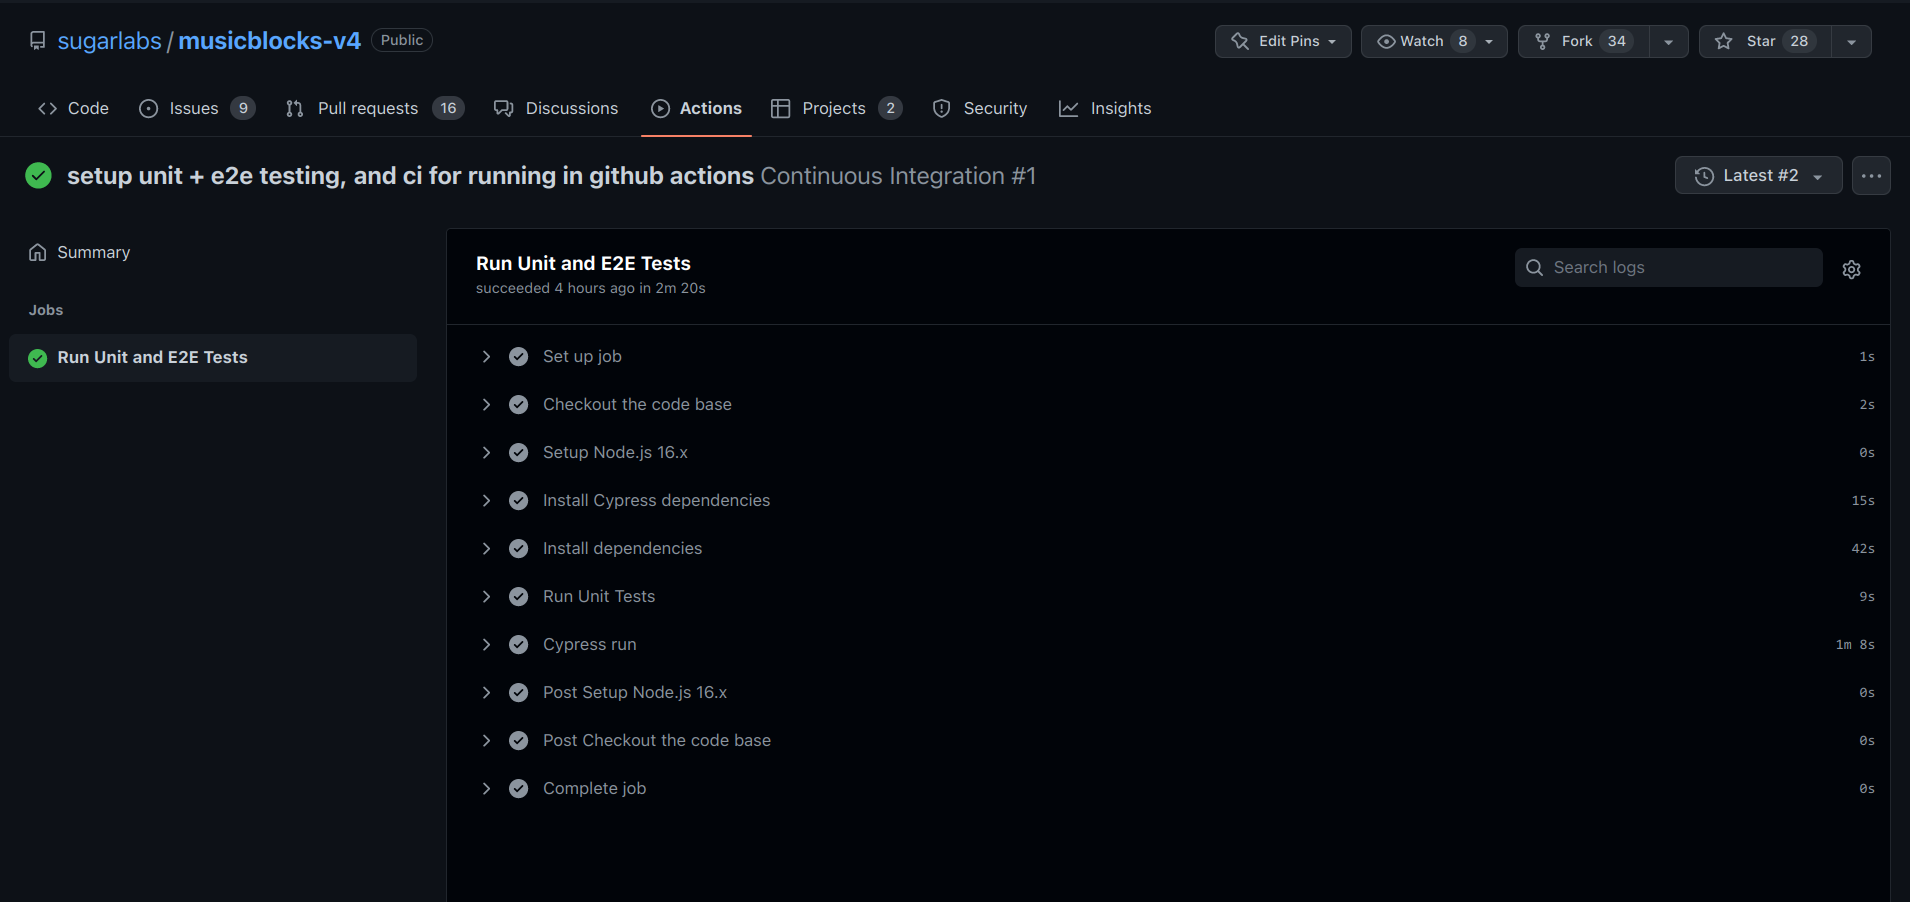 sugarlabs / musicblocks-v4 Public
Edit Pins Watch 8 Fork 34 Star 28
Code Issues 9 Pull requests 16 Discussions Actions Projects 2 Security Insights
setup unit + e2e testing, and ci for running in github actions Continuous Integration #1
Latest #2
Summary
Jobs
Run Unit and E2E Tests
Run Unit and E2E Tests
succeeded 4 hours ago in 2m 20s
Search logs
Set up job 1s
Checkout the code base 2s
Setup Node.js 16.x 0s
Install Cypress dependencies 15s
Install dependencies 42s
Run Unit Tests 9s
Cypress run 1m 8s
Post Setup Node.js 16.x 0s
Post Checkout the code base 0s
Complete job 0s